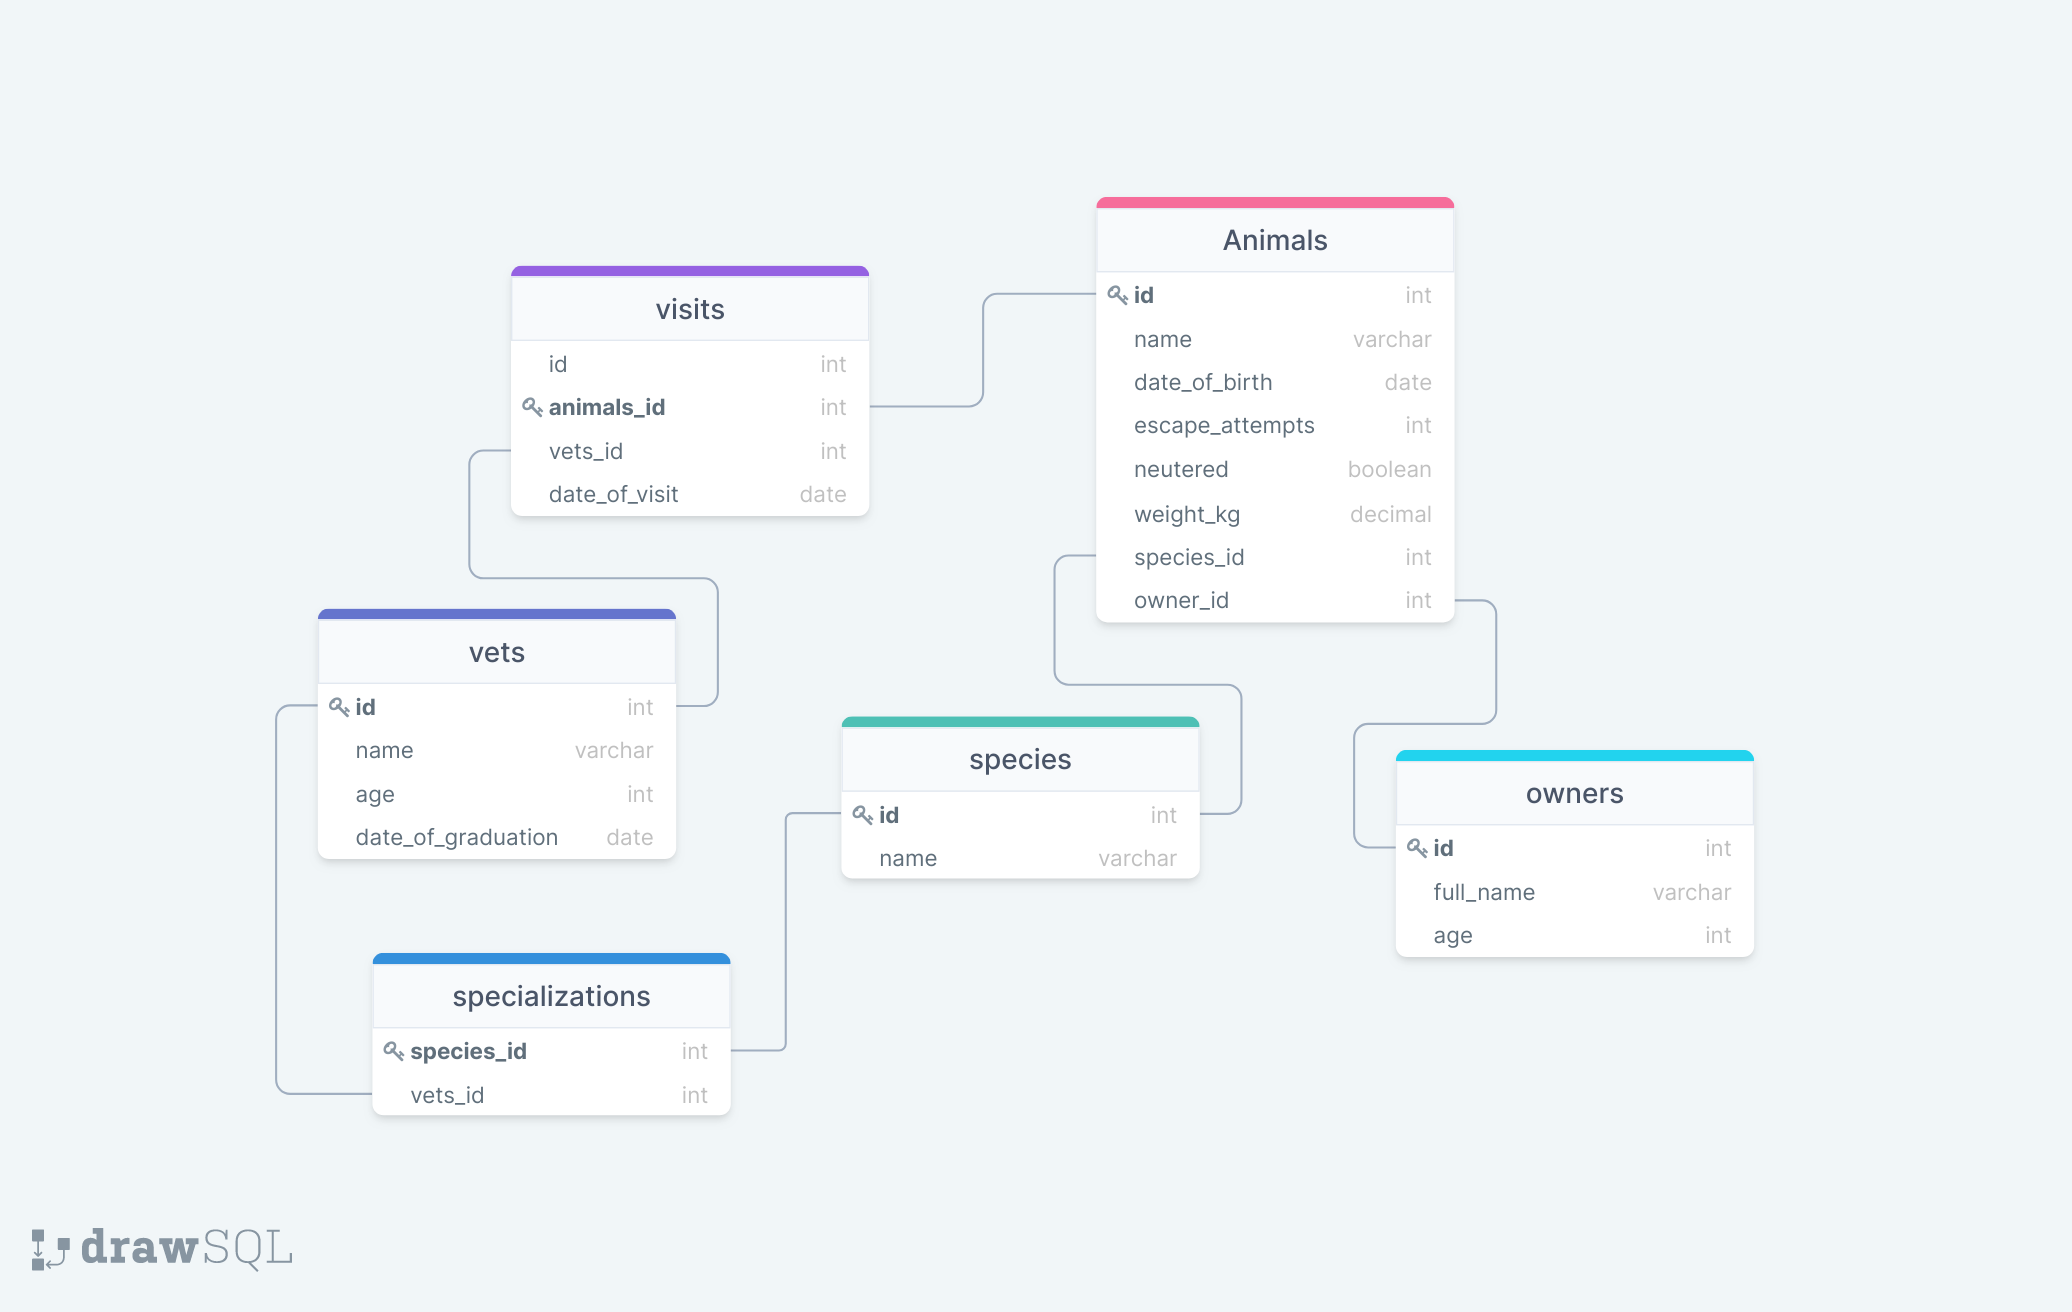 Animals
id int
name varchar
date_of_birth date
escape_attempts int
neutered boolean
weight_kg decimal
species_id int
owner_id int
visits
id int
animals_id int
vets_id int
date_of_visit date
vets
id int
name varchar
age int
date_of_graduation date
species
id int
name varchar
owners
id int
full_name varchar
age int
specializations
species_id int
vets_id int
drawSQL